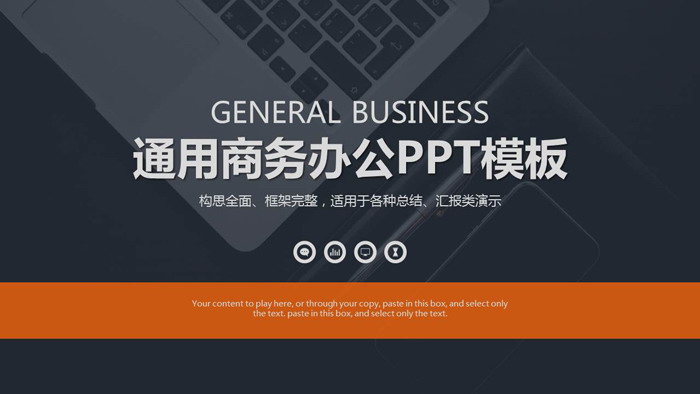 GENERAL BUSINESS
通用商务办公PPT模板
构思全面、框架完整，适用于各种总结、汇报类演示
Your content to play here, or through your copy, paste in this box, and select only
the text. paste in this box, and select only the text.